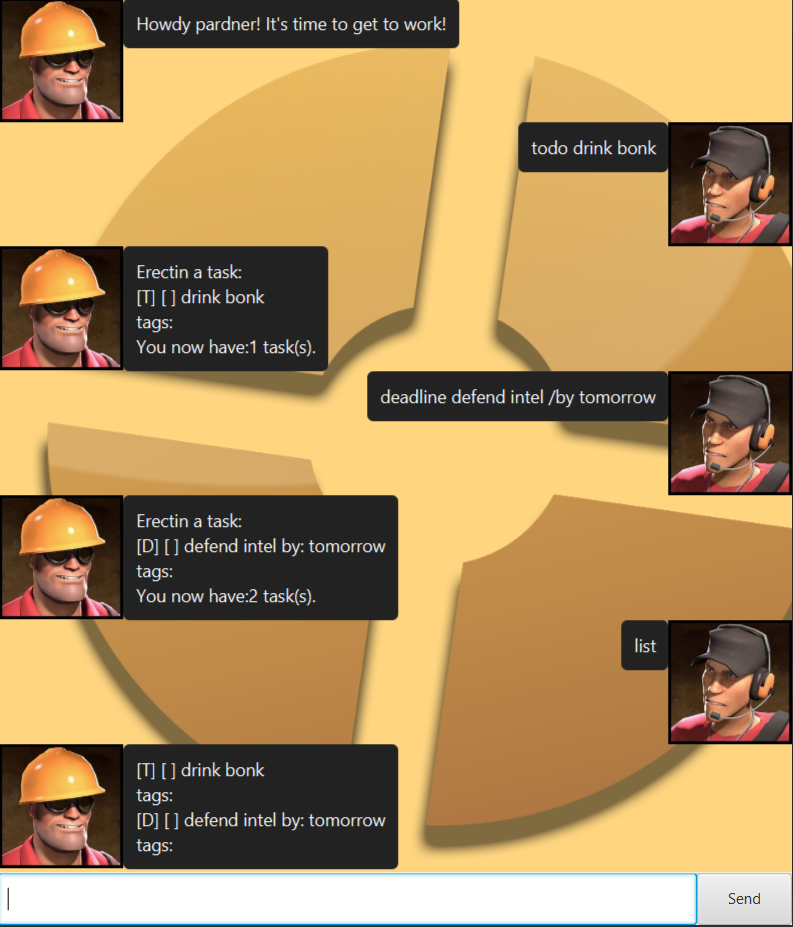 Howdy pardner! It's time to get to work!
todo drink bonk
Erectin a task:
[T] [ ] drink bonk
tags:
You now have:1 task(s).
deadline defend intel /by tomorrow
Erectin a task:
[D] [ ] defend intel by: tomorrow
tags:
You now have:2 task(s).
list
[T] [ ] drink bonk
tags:
[D] [ ] defend intel by: tomorrow
tags:
Send